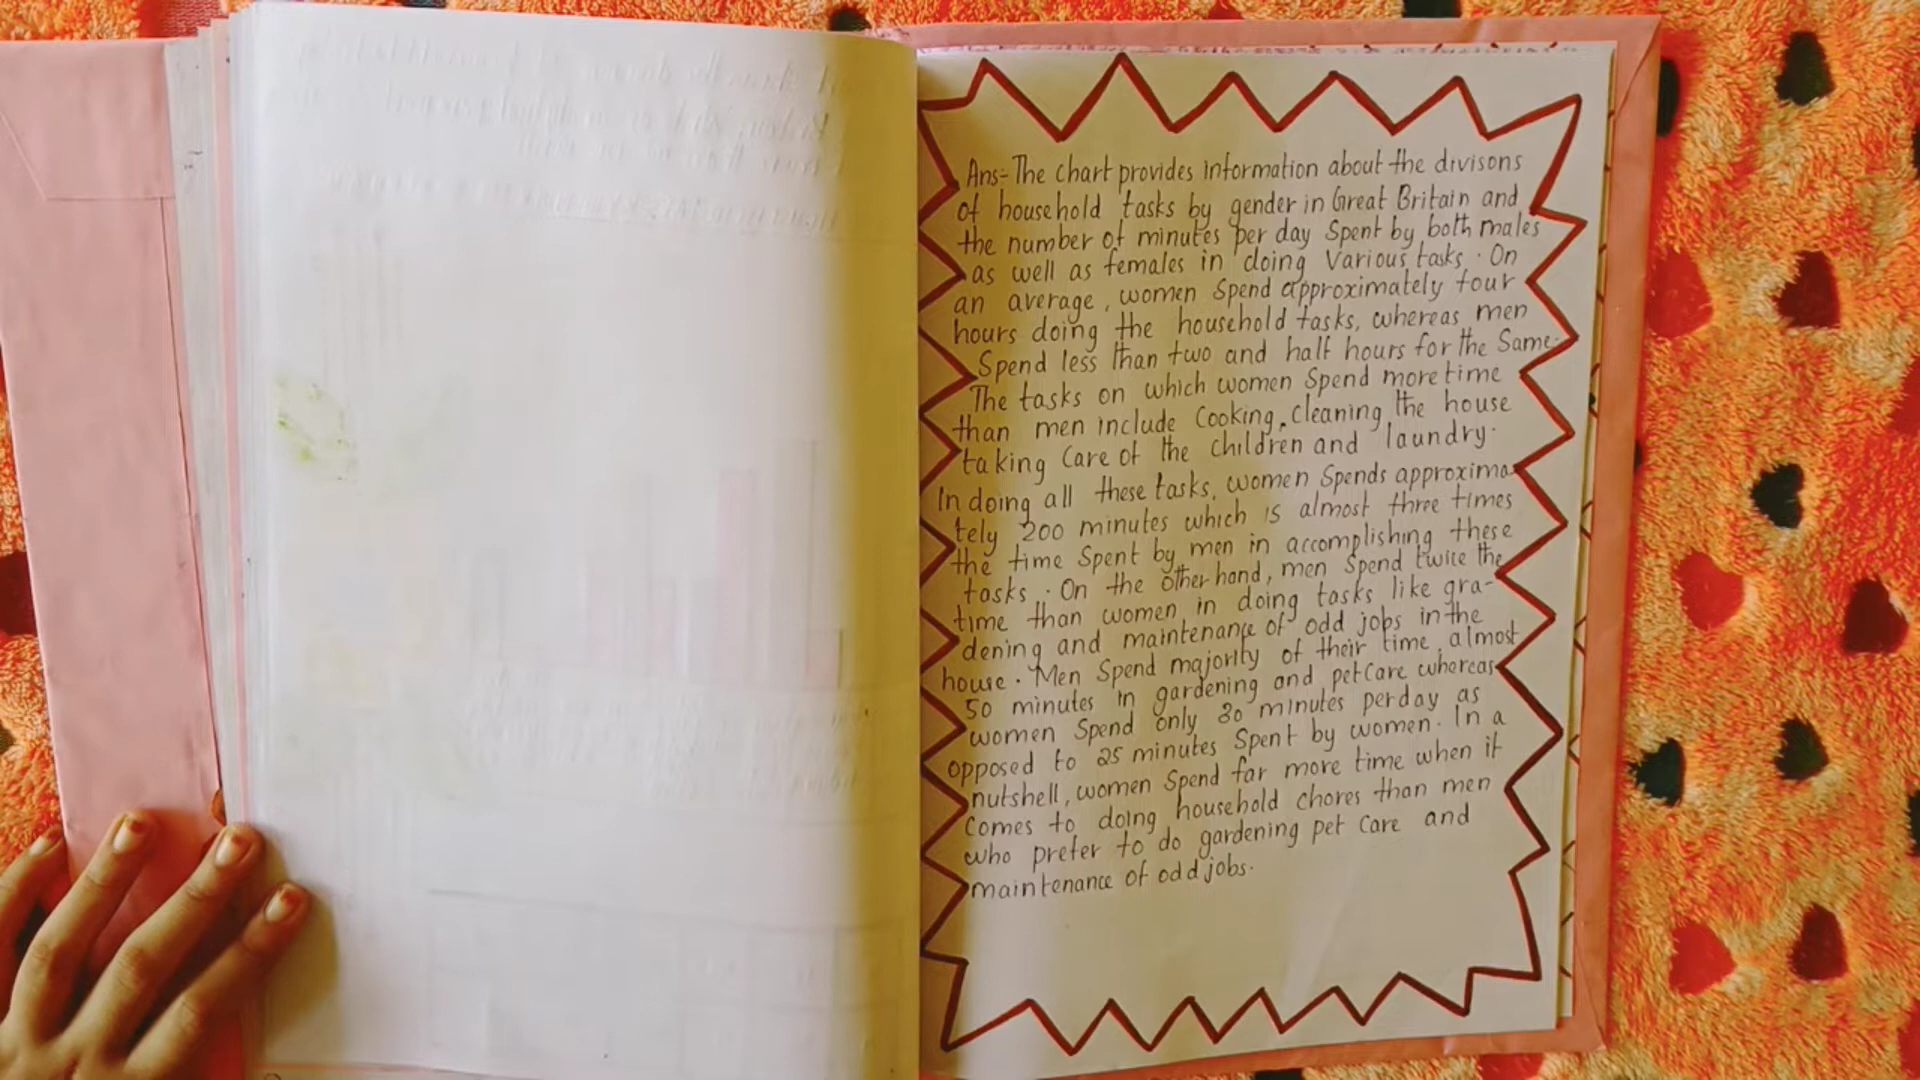 Ans- The chart provides information about the divisons
of household tasks by gender in Great Britain and
the number of minutes per day Spent by both males
as well as females in doing Various tasks. On
an average, women Spend approximately four
hours doing the household tasks, whereas men
Spend less than two and half hours for the Same.
The tasks on which women Spend more time
than men include Cooking, cleaning the house
taking Care of the children and laundry.
In doing all these tasks, women Spends approxima
tely 200 minutes which is almost three times
the time Spent by men in accomplishing these
tasks. On the other hand, men Spend twice the
time than women in doing tasks like gra-
dening and maintenance of odd jobs in the
house. Men Spend majority of their time, almost
50 minutes in gardening and pet Care whereas
women Spend only 30 minutes per day as
opposed to 25 minutes Spent by women. In a
nutshell, women Spend far more time when it
Comes to doing household chores than men
who prefer to do gardening pet Care and
maintenance of odd jobs.